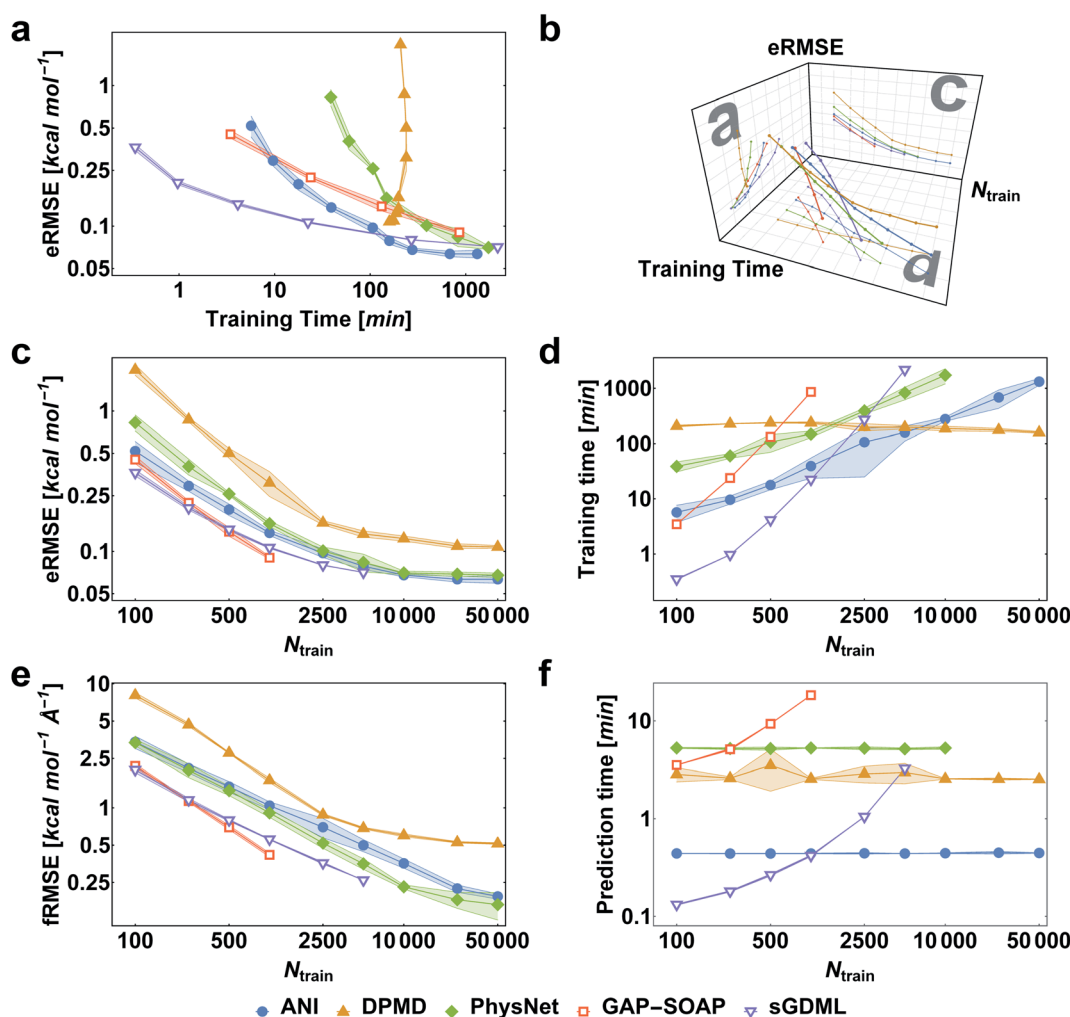 a
eRMSE [kcal mol⁻¹]
1
0.5
0.25
0.1
0.05
1 10 100 1000
Training Time [min]
b
eRMSE
a
c
d
N_train
Training Time
c
eRMSE [kcal mol⁻¹]
1
0.5
0.25
0.1
0.05
100 500 2500 10 000 50 000
N_train
d
Training time [min]
1000
100
10
1
100 500 2500 10 000 50 000
N_train
e
fRMSE [kcal mol⁻¹ Å⁻¹]
10
5
2.5
1
0.5
0.25
100 500 2500 10 000 50 000
N_train
f
Prediction time [min]
10
1
0.1
100 500 2500 10 000 50 000
N_train
ANI DPMD PhysNet GAP–SOAP sGDML